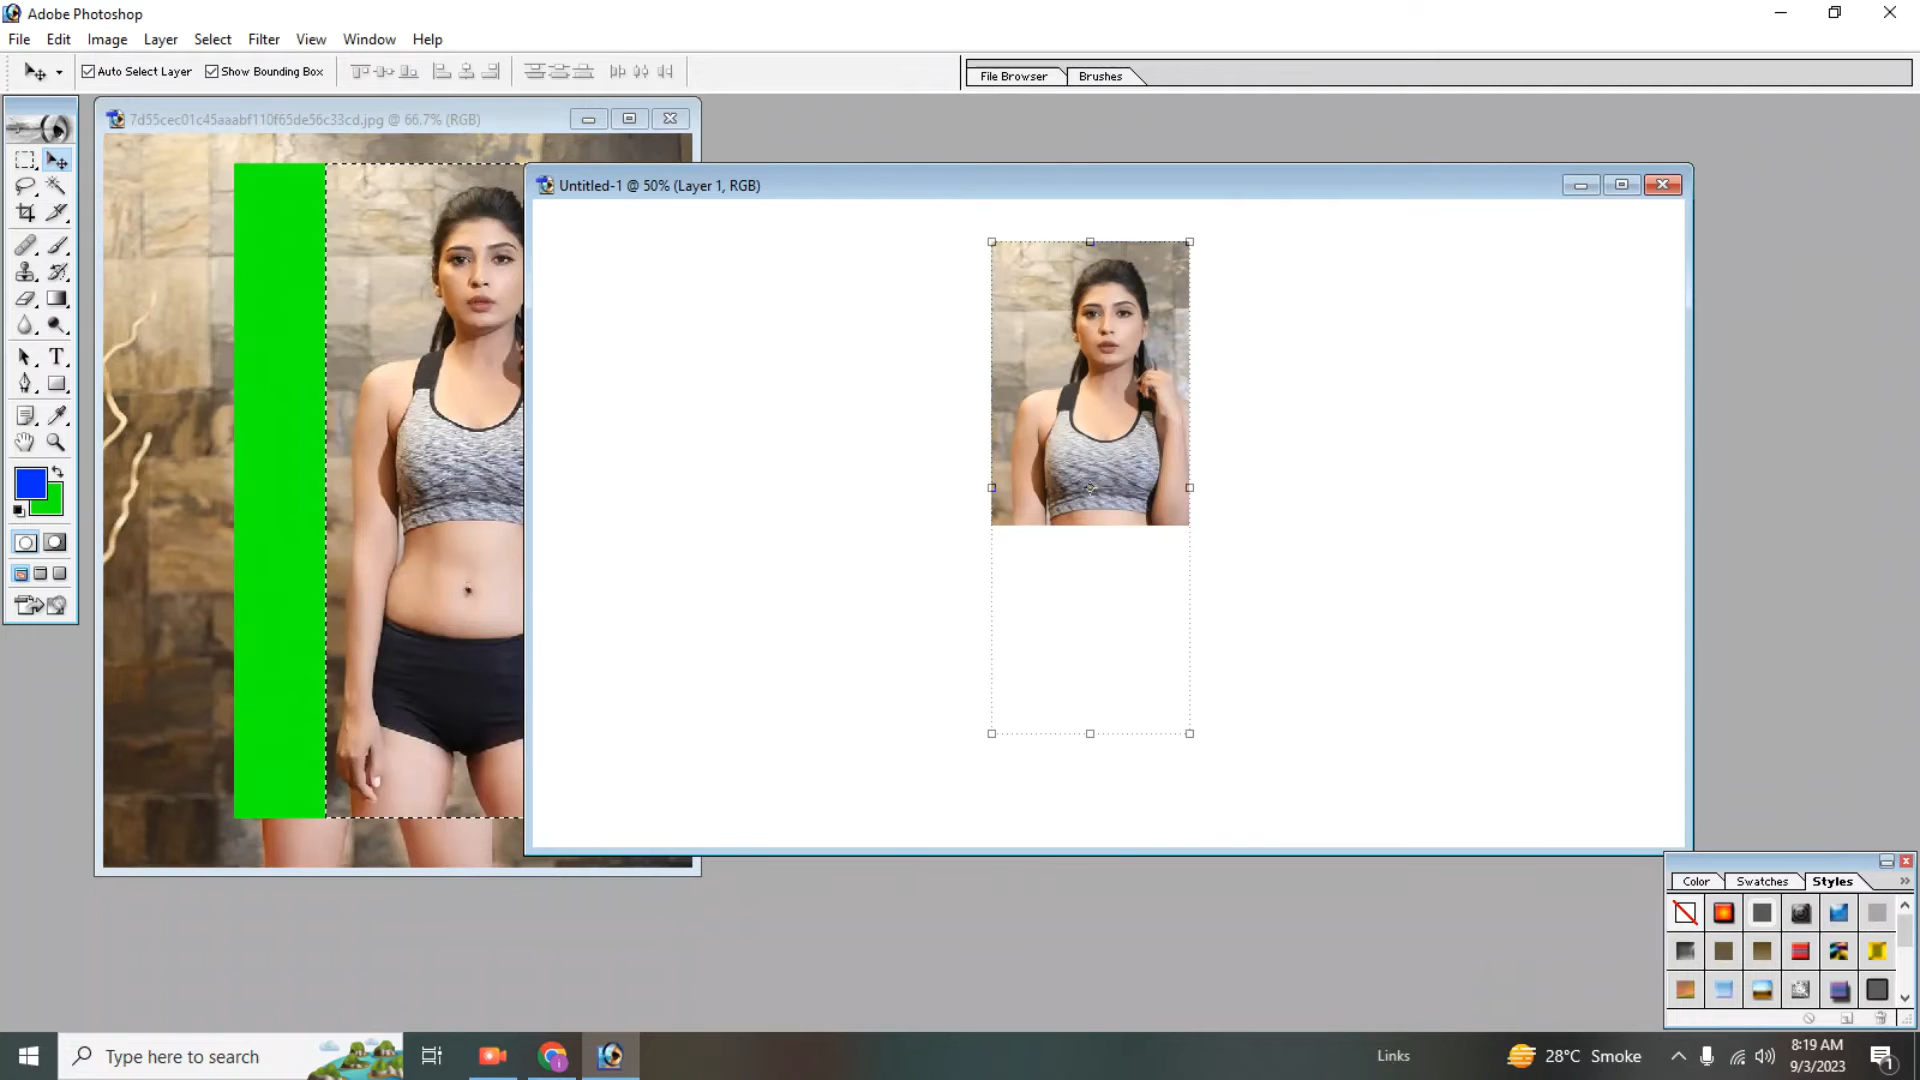 Adobe Photoshop
File Edit Image Layer Select Filter View Window Help
Auto Select Layer Show Bounding Box
File Browser Brushes
7d55cec01c45aaabf110f65de56c33cd.jpg @ 66.7% (RGB)
Untitled-1 @ 50% (Layer 1, RGB)
T
Color Swatches Styles
Type here to search
Links
28°C Smoke
8:19 AM
9/3/2023
1